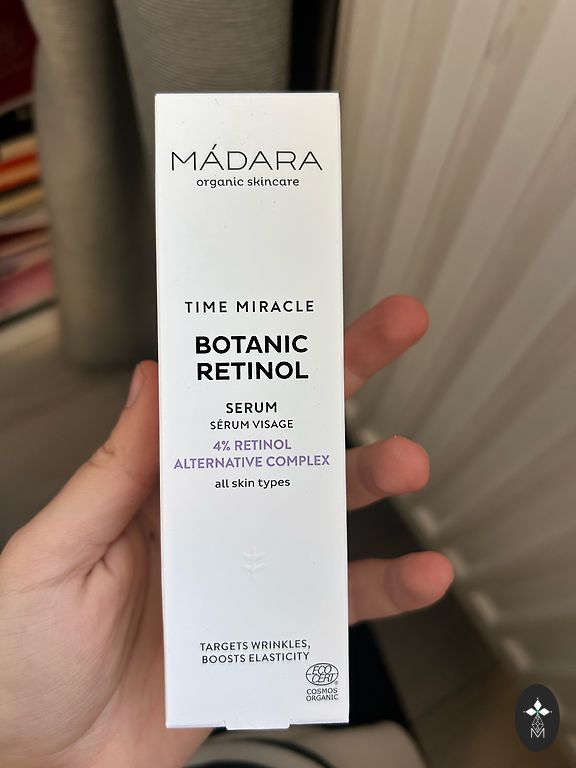 MÁDARA
organic skincare
TIME MIRACLE
BOTANIC
RETINOL
SERUM
SÉRUM VISAGE
4% RETINOL
ALTERNATIVE COMPLEX
all skin types
TARGETS WRINKLES,
BOOSTS ELASTICITY
ECO
CERT
COSMOS
ORGANIC
M